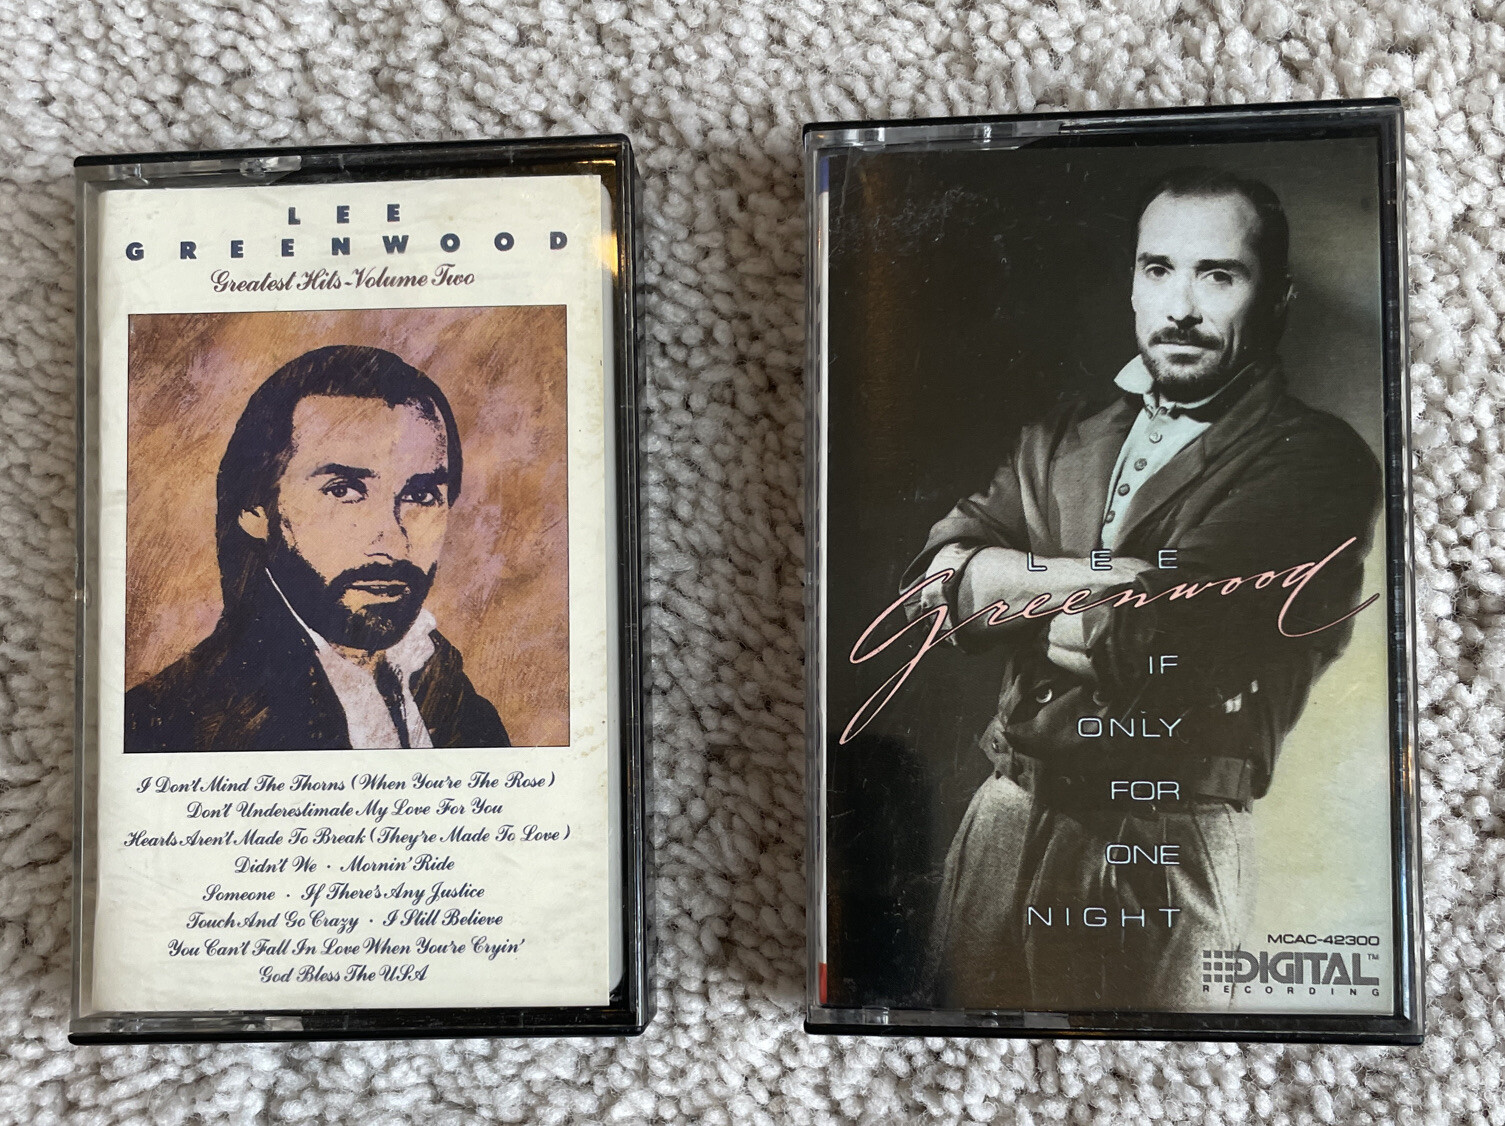 LEE
GREENWOOD
Greatest Hits-Volume Two
I Don't Mind The Thorns (When You're The Rose)
Don't Underestimate My Love For You
Hearts Aren't Made To Break (They're Made To Love)
Didn't We · Mornin' Ride
Someone · If There's Any Justice
Touch And Go Crazy · I Still Believe
You Can't Fall In Love When You're Cryin'
God Bless The USA
LEE
Greenwood
IF
ONLY
FOR
ONE
NIGHT
MCAC-42300
DIGITAL™
RECORDING